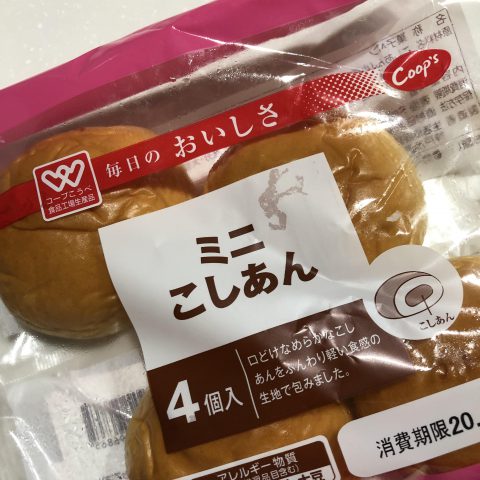 Coop's
毎日の おいしさ
コープこうべ
食品工場生産品
ミニ
こしあん
こしあん
4個入
口どけなめらかなこし
あんをふんわり軽い食感の
生地で包みました。
消費期限20.
アレルギー物質